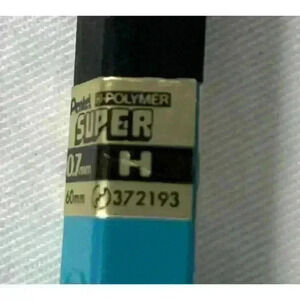 Pentel Hi-POLYMER
SUPER
0.7mm H
60mm H 372193